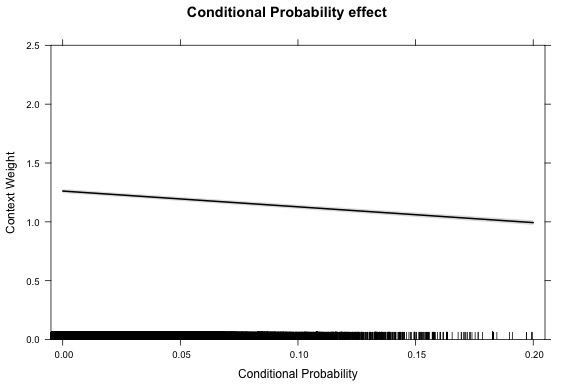 Conditional Probability effect
2.5
2.0
1.5
1.0
0.5
0.0
Context Weight
0.00 0.05 0.10 0.15 0.20
Conditional Probability